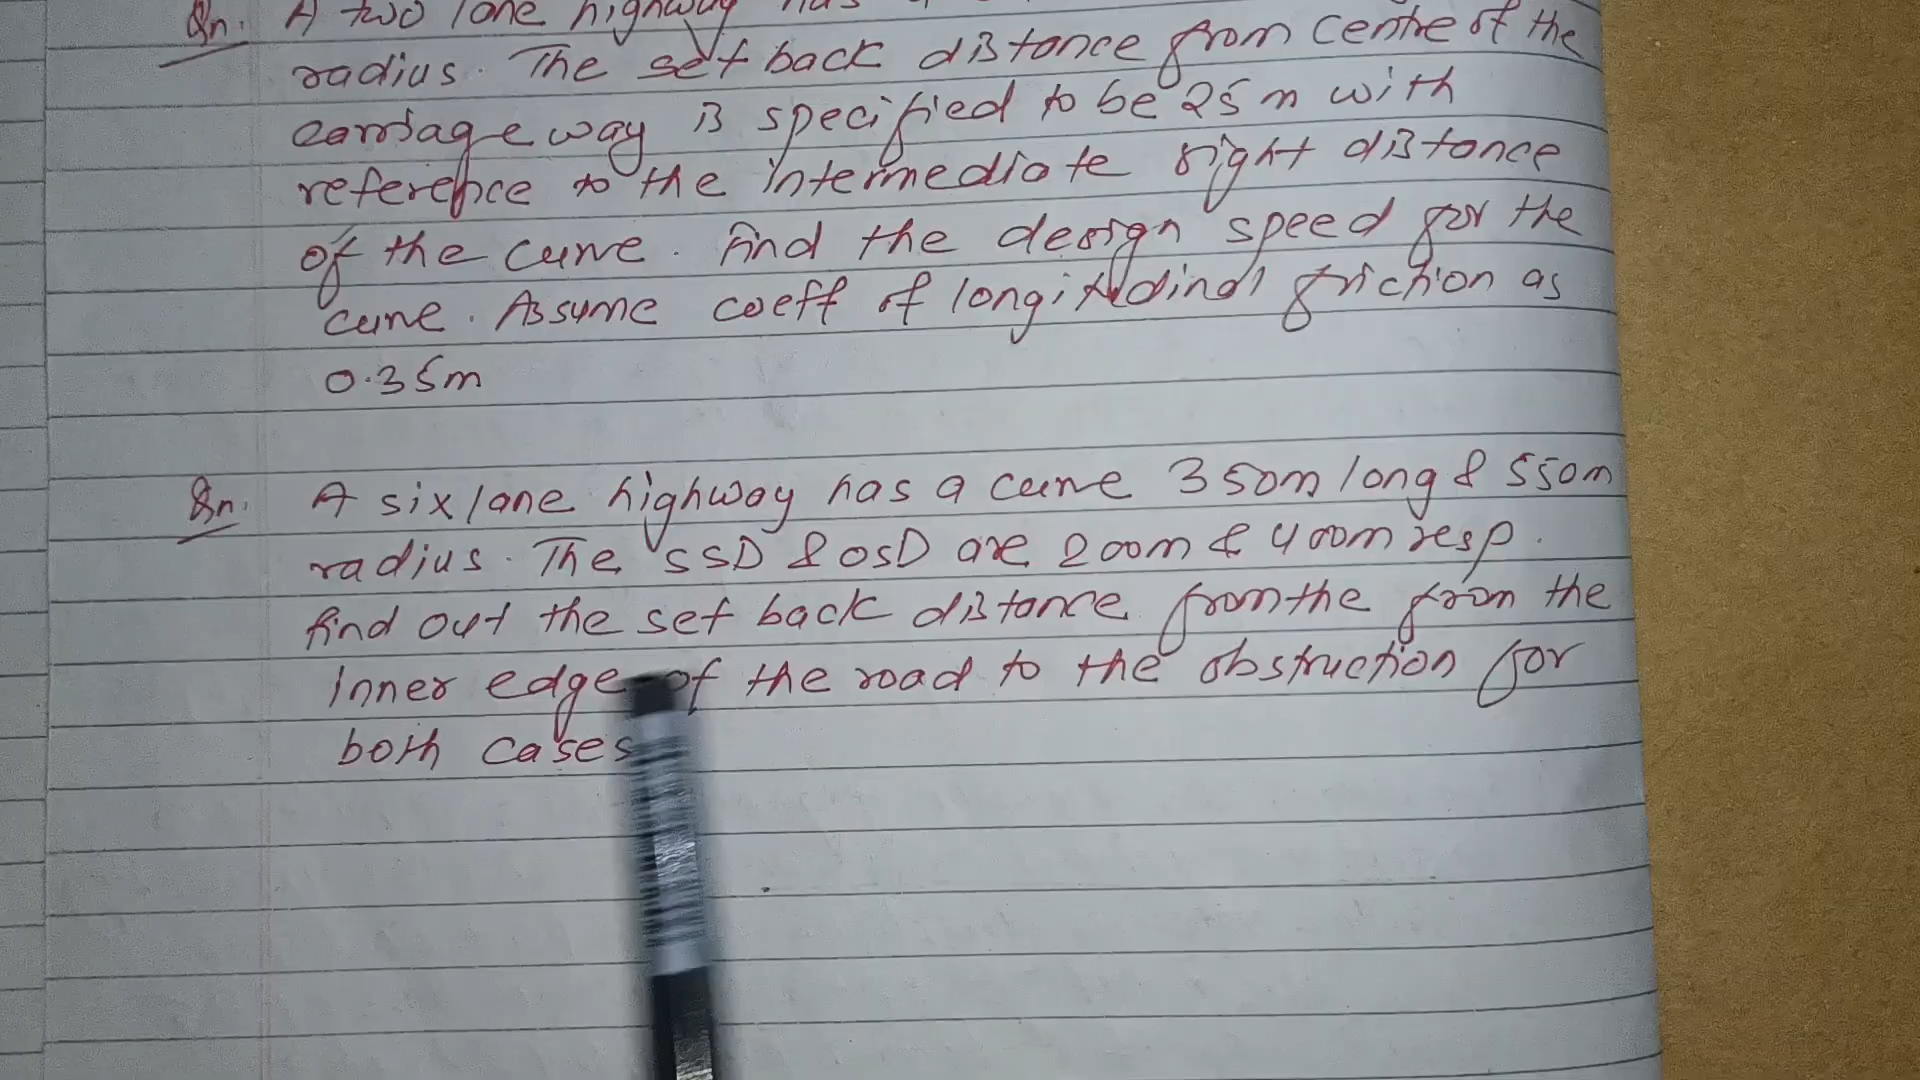 Qn. A two lane highway has a
radius. The set back distance from centre of the
carriage way is specified to be 25m with
reference to the intermediate sight distance
of the curve. Find the design speed for the
curve. Assume coeff of longitudinal friction as
0.35m
Qn. A six lane highway has a curve 350m long & 550m
radius. The SSD & OSD are 200m & 400m resp.
find out the set back distance from the from the
inner edge of the road to the obstruction for
both cases